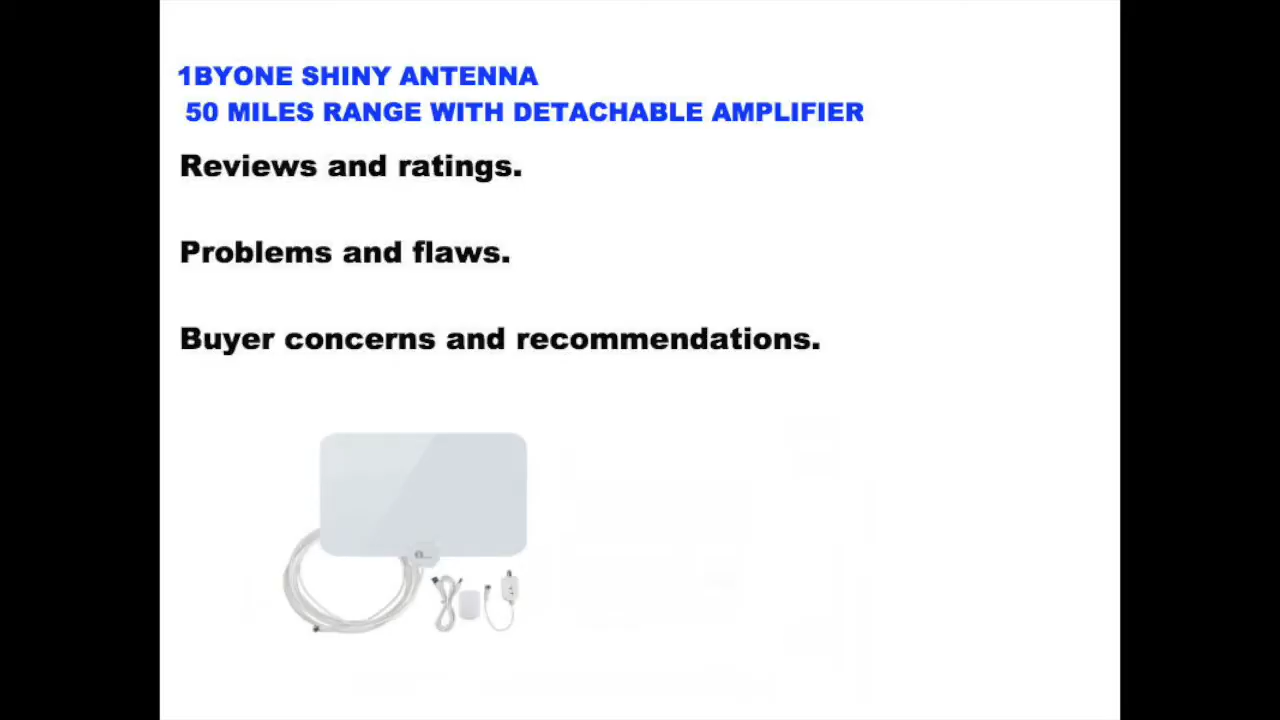 1BYONE SHINY ANTENNA
50 MILES RANGE WITH DETACHABLE AMPLIFIER
Reviews and ratings.
Problems and flaws.
Buyer concerns and recommendations.